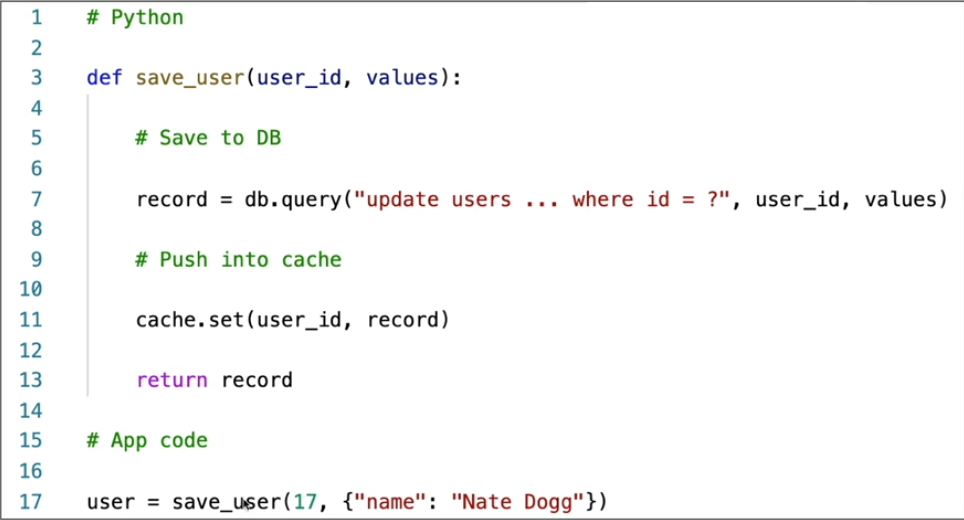 1 # Python
2
3 def save_user(user_id, values):
4
5 # Save to DB
6
7 record = db.query("update users ... where id = ?", user_id, values)
8
9 # Push into cache
10
11 cache.set(user_id, record)
12
13 return record
14
15 # App code
16
17 user = save_user(17, {"name": "Nate Dogg"})